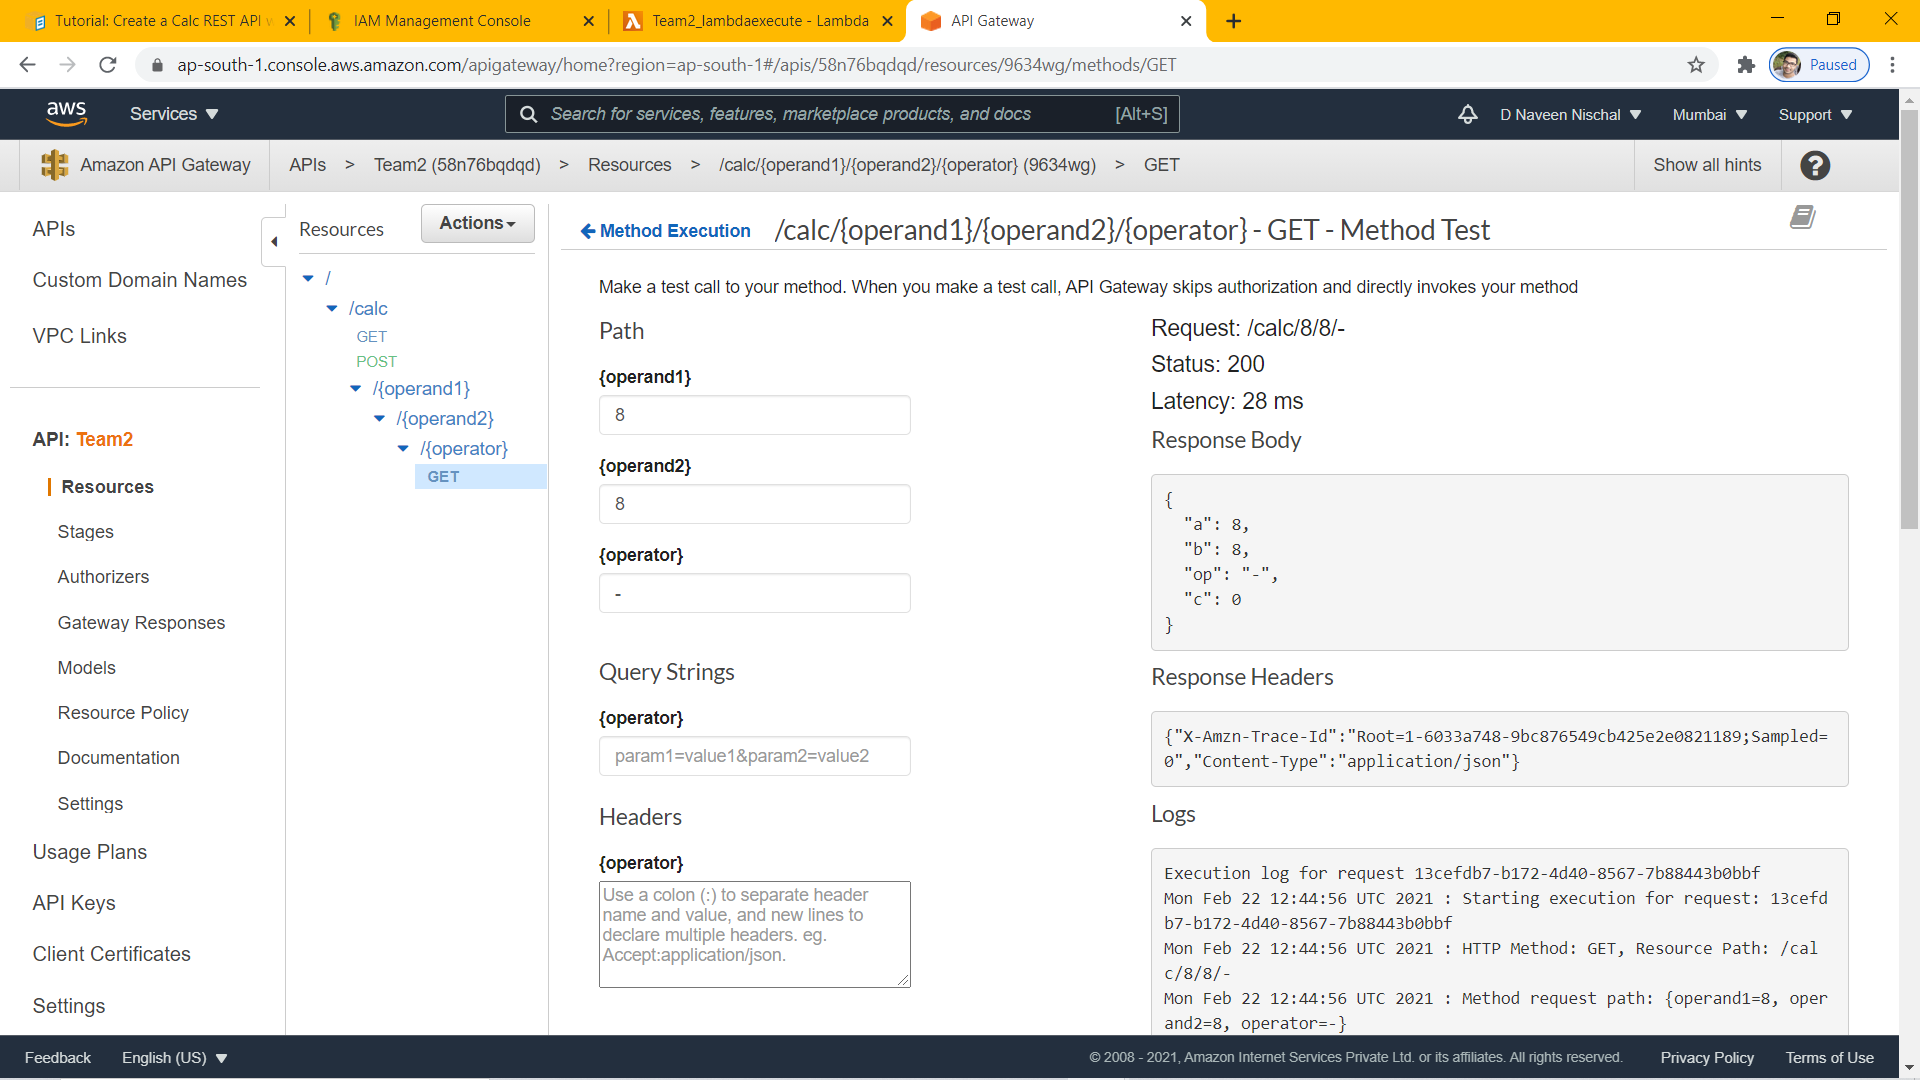 Tutorial: Create a Calc REST API w
IAM Management Console
Team2_lambdaexecute - Lambda
API Gateway
ap-south-1.console.aws.amazon.com/apigateway/home?region=ap-south-1#/apis/58n76bqdqd/resources/9634wg/methods/GET
Paused
aws
Services
Search for services, features, marketplace products, and docs
[Alt+S]
D Naveen Nischal
Mumbai
Support
Amazon API Gateway
APIs > Team2 (58n76bqdqd) > Resources > /calc/{operand1}/{operand2}/{operator} (9634wg) > GET
Show all hints
APIs
Custom Domain Names
VPC Links
API: Team2
Resources
Stages
Authorizers
Gateway Responses
Models
Resource Policy
Documentation
Settings
Usage Plans
API Keys
Client Certificates
Settings
Resources
Actions
/
/calc
GET
POST
/{operand1}
/{operand2}
/{operator}
GET
Method Execution
/calc/{operand1}/{operand2}/{operator} - GET - Method Test
Make a test call to your method. When you make a test call, API Gateway skips authorization and directly invokes your method
Path
{operand1}
8
{operand2}
8
{operator}
-
Query Strings
{operator}
param1=value1&param2=value2
Headers
{operator}
Use a colon (:) to separate header
name and value, and new lines to
declare multiple headers. eg.
Accept:application/json.
Request: /calc/8/8/-
Status: 200
Latency: 28 ms
Response Body
{
"a": 8,
"b": 8,
"op": "-",
"c": 0
}
Response Headers
{"X-Amzn-Trace-Id":"Root=1-6033a748-9bc876549cb425e2e0821189;Sampled=
0","Content-Type":"application/json"}
Logs
Execution log for request 13cefdb7-b172-4d40-8567-7b88443b0bbf
Mon Feb 22 12:44:56 UTC 2021 : Starting execution for request: 13cefd
b7-b172-4d40-8567-7b88443b0bbf
Mon Feb 22 12:44:56 UTC 2021 : HTTP Method: GET, Resource Path: /cal
c/8/8/-
Mon Feb 22 12:44:56 UTC 2021 : Method request path: {operand1=8, oper
and2=8, operator=-}
Feedback
English (US)
© 2008 - 2021, Amazon Internet Services Private Ltd. or its affiliates. All rights reserved.
Privacy Policy
Terms of Use